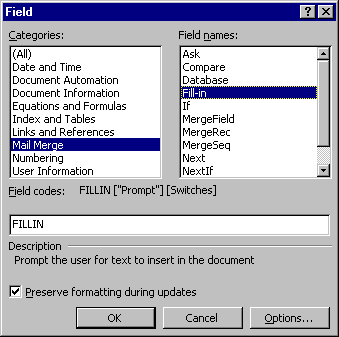 Field
Categories:
Field names:
(All)
Date and Time
Document Automation
Document Information
Equations and Formulas
Index and Tables
Links and References
Mail Merge
Numbering
User Information
Ask
Compare
Database
Fill-in
If
MergeField
MergeRec
MergeSeq
Next
NextIf
Field codes: FILLIN ["Prompt"] [Switches]
FILLIN
Description
Prompt the user for text to insert in the document
Preserve formatting during updates
OK Cancel Options...